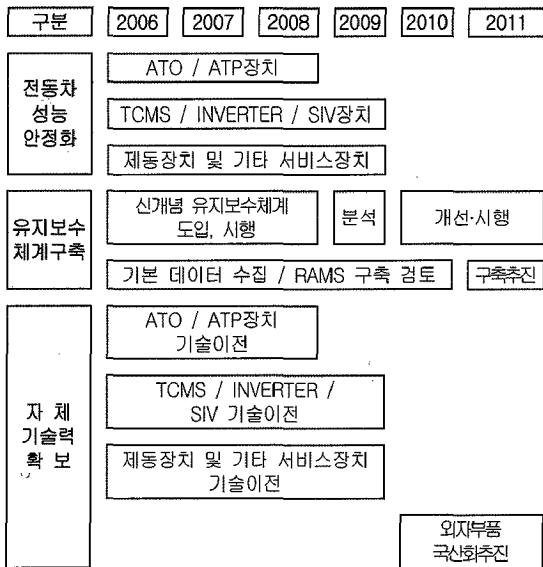 구분 2006 2007 2008 2009 2010 2011
전동차
성능
안정화
ATO / ATP장치
TCMS / INVERTER / SIV장치
제동장치 및 기타 서비스장치
유지보수
체계구축
신개념 유지보수체계
도입, 시행
분석
개선·시행
기본 데이터 수집 / RAMS 구축 검토
구축추진
자 체
기술력
확 보
ATO / ATP장치
기술이전
TCMS / INVERTER /
SIV 기술이전
제동장치 및 기타 서비스장치
기술이전
외자부품
국산화추진